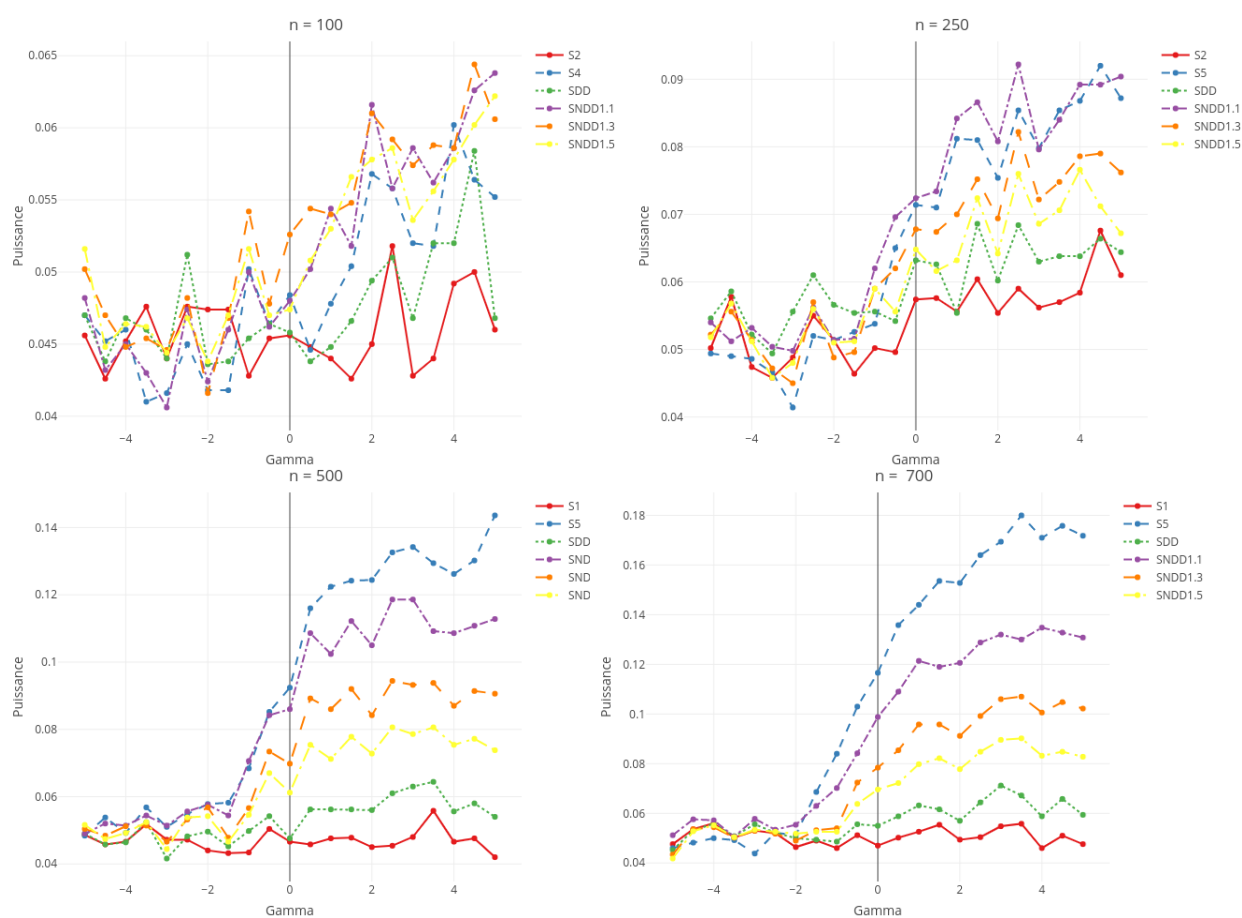 n = 100
0.065
0.06
0.055
0.05
0.045
0.04
Puissance
−4
−2
0
2
4
Gamma
S2
S4
SDD
SNDD1.1
SNDD1.3
SNDD1.5
n = 250
0.09
0.08
0.07
0.06
0.05
0.04
Puissance
−4
−2
0
2
4
Gamma
S2
S5
SDD
SNDD1.1
SNDD1.3
SNDD1.5
n = 500
0.14
0.12
0.1
0.08
0.06
0.04
Puissance
−4
−2
0
2
4
Gamma
S1
S5
SDD
SND
SND
SND
n = 700
0.18
0.16
0.14
0.12
0.1
0.08
0.06
0.04
Puissance
−4
−2
0
2
4
Gamma
S1
S5
SDD
SNDD1.1
SNDD1.3
SNDD1.5